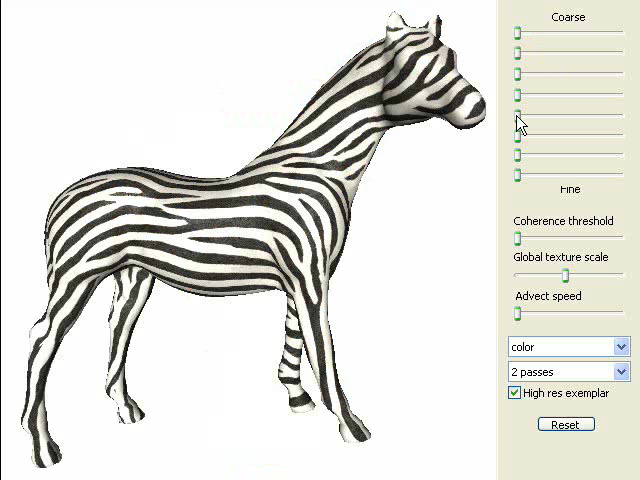 Coarse
Fine
Coherence threshold
Global texture scale
Advect speed
color
2 passes
High res exemplar
Reset